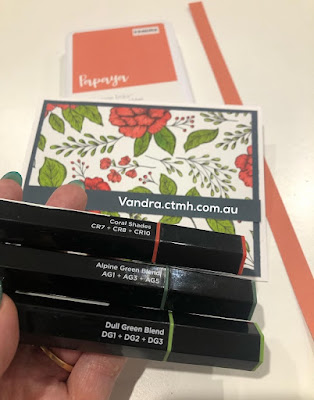 Papaya
Vandra.ctmh.com.au
Coral Shades
CR7 + CR8 + CR10
Alpine Green Blend
AG1 + AG3 + AG5
Dull Green Blend
DG1 + DG2 + DG3